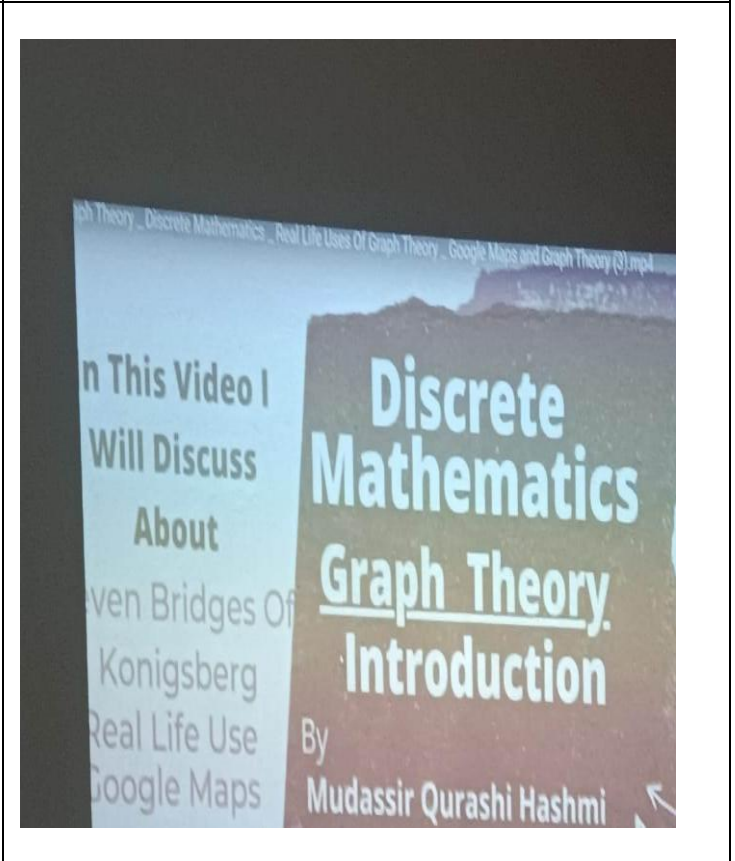 ph Theory _ Discrete Mathematics _ Real Life Uses Of Graph Theory _ Google Maps and Graph Theory (3).mp4
n This Video I
Will Discuss
About
ven Bridges Of
Konigsberg
Real Life Use
Google Maps
Discrete
Mathematics
Graph Theory
Introduction
By
Mudassir Qurashi Hashmi